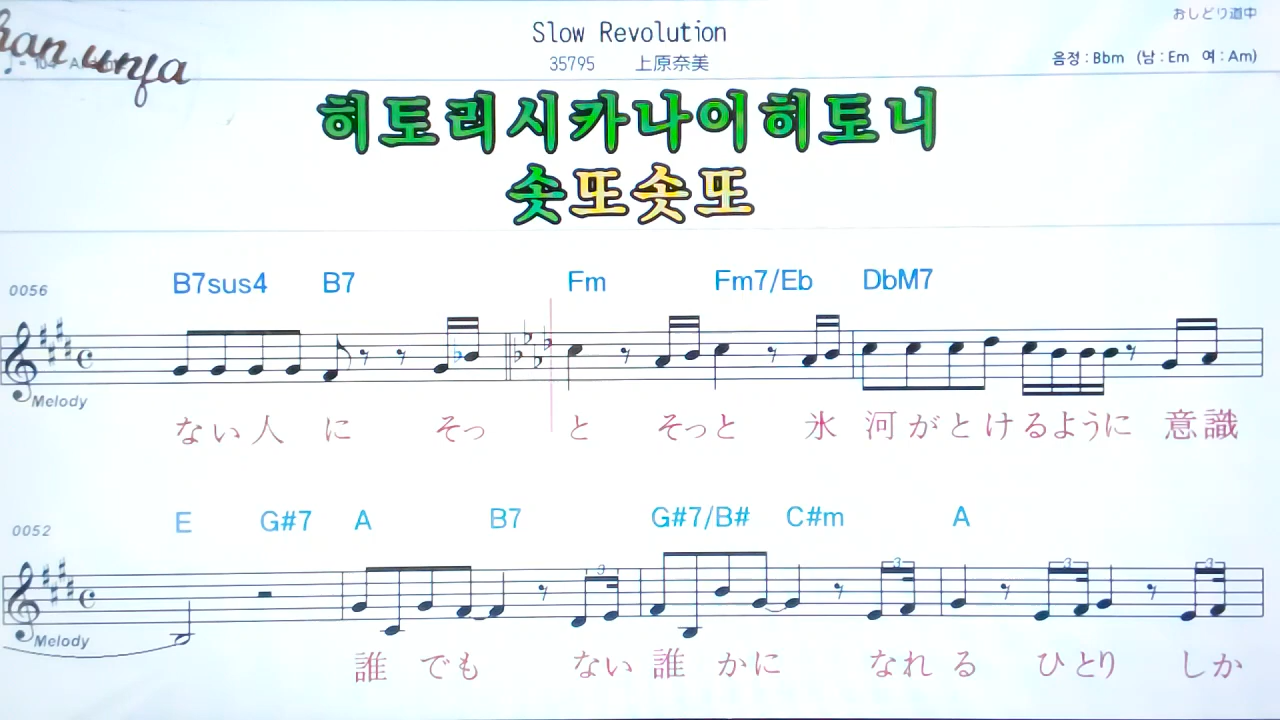 おしどり道中
Slow Revolution
35795 上原奈美
음정 : Bbm (남 : Em 여 : Am)
히토리시카나이히토니
솟또솟또
B7sus4 B7 Fm Fm7/Eb DbM7
0056
Melody
ない人 に そっ と そっと 氷 河がとけるように 意識
E G#7 A B7 G#7/B# C#m A
0052
3 3 3 3
Melody
誰 でも ない 誰 かに なれ る ひとり しか